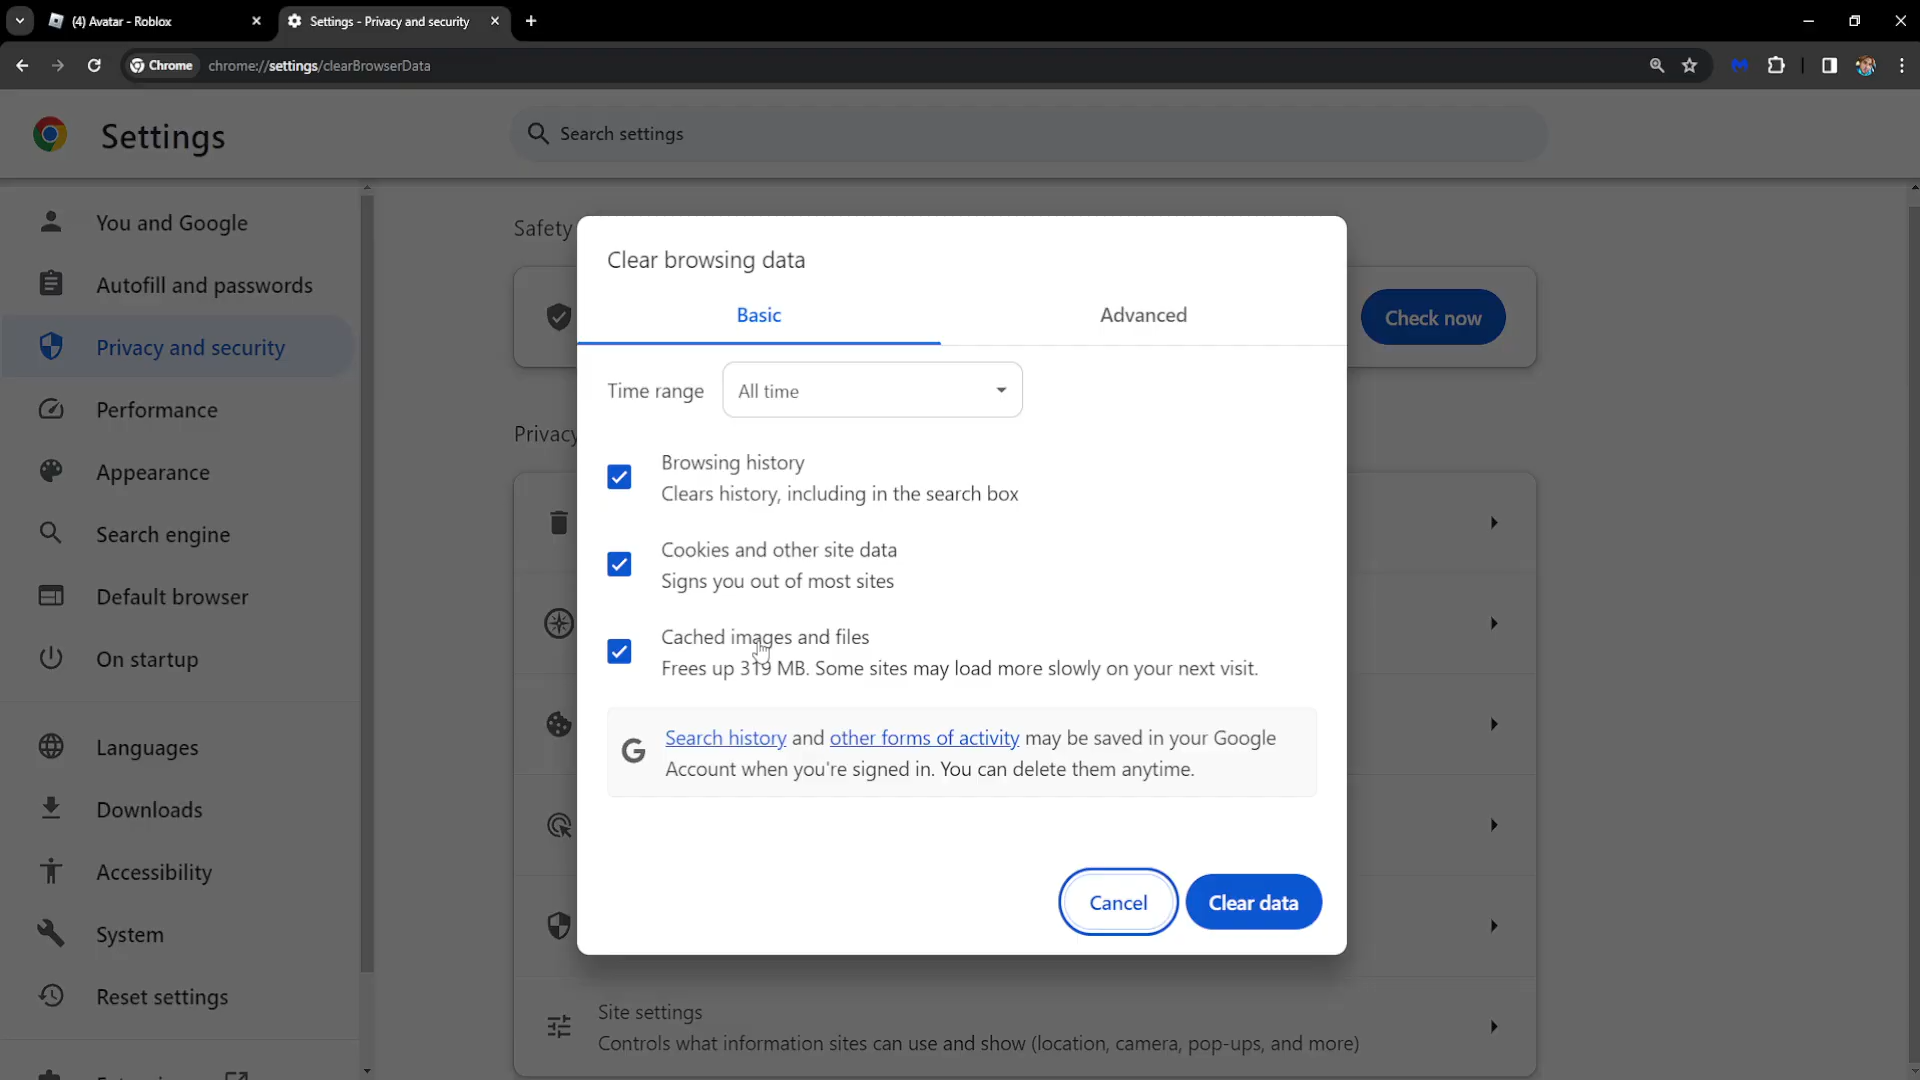 (4) Avatar - Roblox
Settings - Privacy and security
Chrome
chrome://settings/clearBrowserData
Settings
Search settings
You and Google
Autofill and passwords
Privacy and security
Performance
Appearance
Search engine
Default browser
On startup
Languages
Downloads
Accessibility
System
Reset settings
Safety
Check now
Privacy
Clear browsing data
Basic
Advanced
Time range
All time
Browsing history
Clears history, including in the search box
Cookies and other site data
Signs you out of most sites
Cached images and files
Frees up 319 MB. Some sites may load more slowly on your next visit.
Search history and other forms of activity may be saved in your Google
Account when you're signed in. You can delete them anytime.
Cancel
Clear data
Site settings
Controls what information sites can use and show (location, camera, pop-ups, and more)